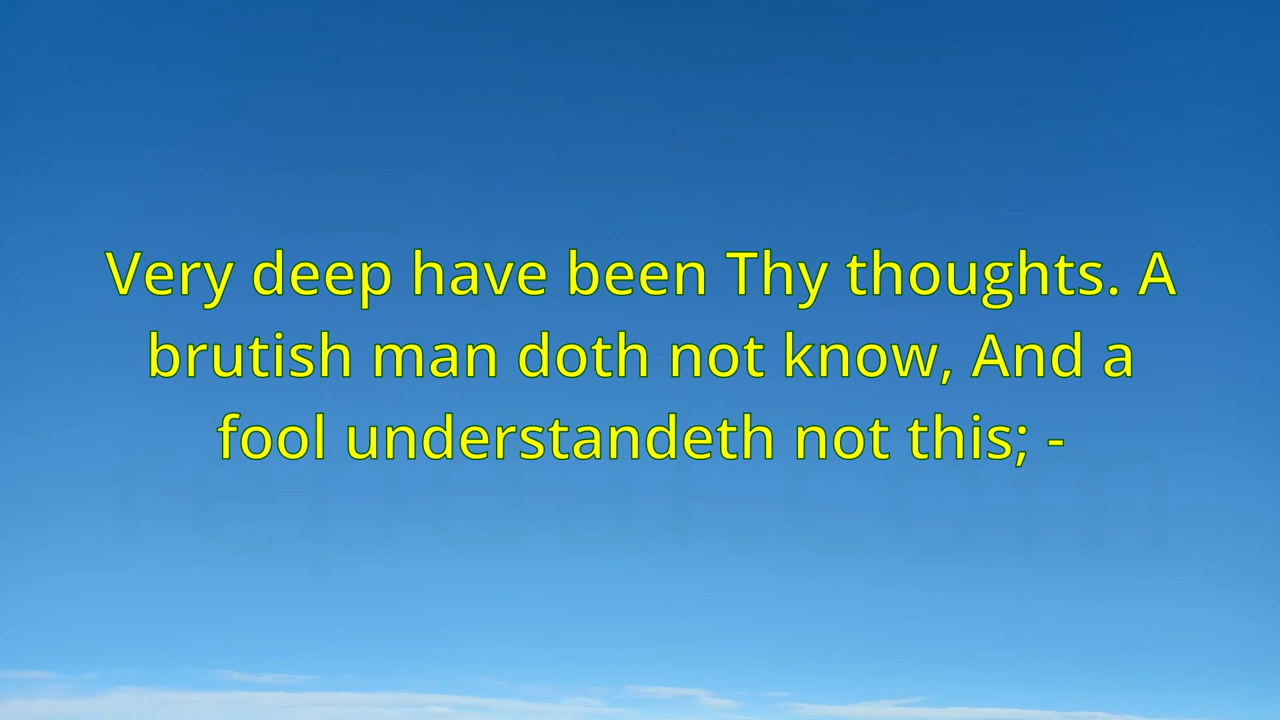 Very deep have been Thy thoughts. A
brutish man doth not know, And a
fool understandeth not this; -